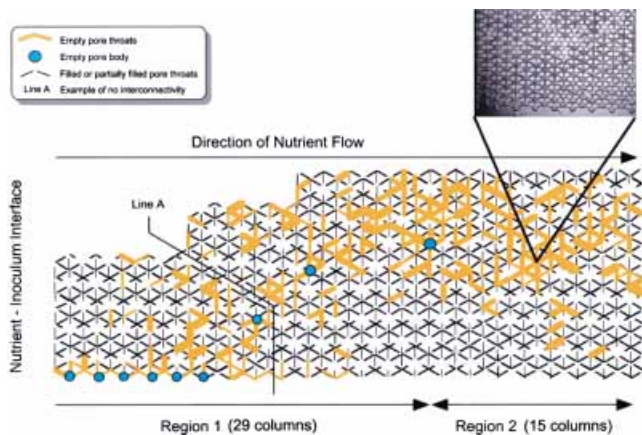 Empty pore throats
Empty pore body
Filled or partially filled pore throats
Line A Example of no interconnectivity
Direction of Nutrient Flow
Line A
Nutrient - Inoculum Interface
Region 1 (29 columns)
Region 2 (15 columns)